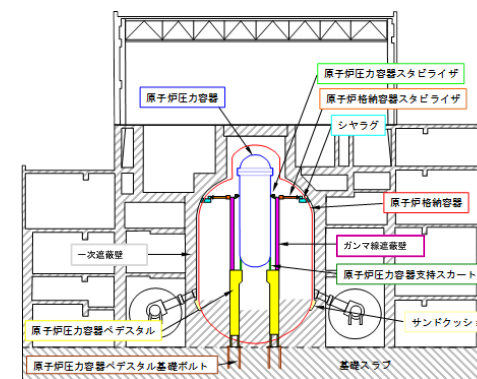 原子炉圧力容器スタビライザ
原子炉圧力容器
原子炉格納容器スタビライザ
シヤラグ
原子炉格納容器
一次遮蔽壁
ガンマ線遮蔽壁
原子炉圧力容器支持スカート
原子炉圧力容器ペデスタル
サンドクッショ
原子炉圧力容器ペデスタル基礎ボルト
基礎スラブ